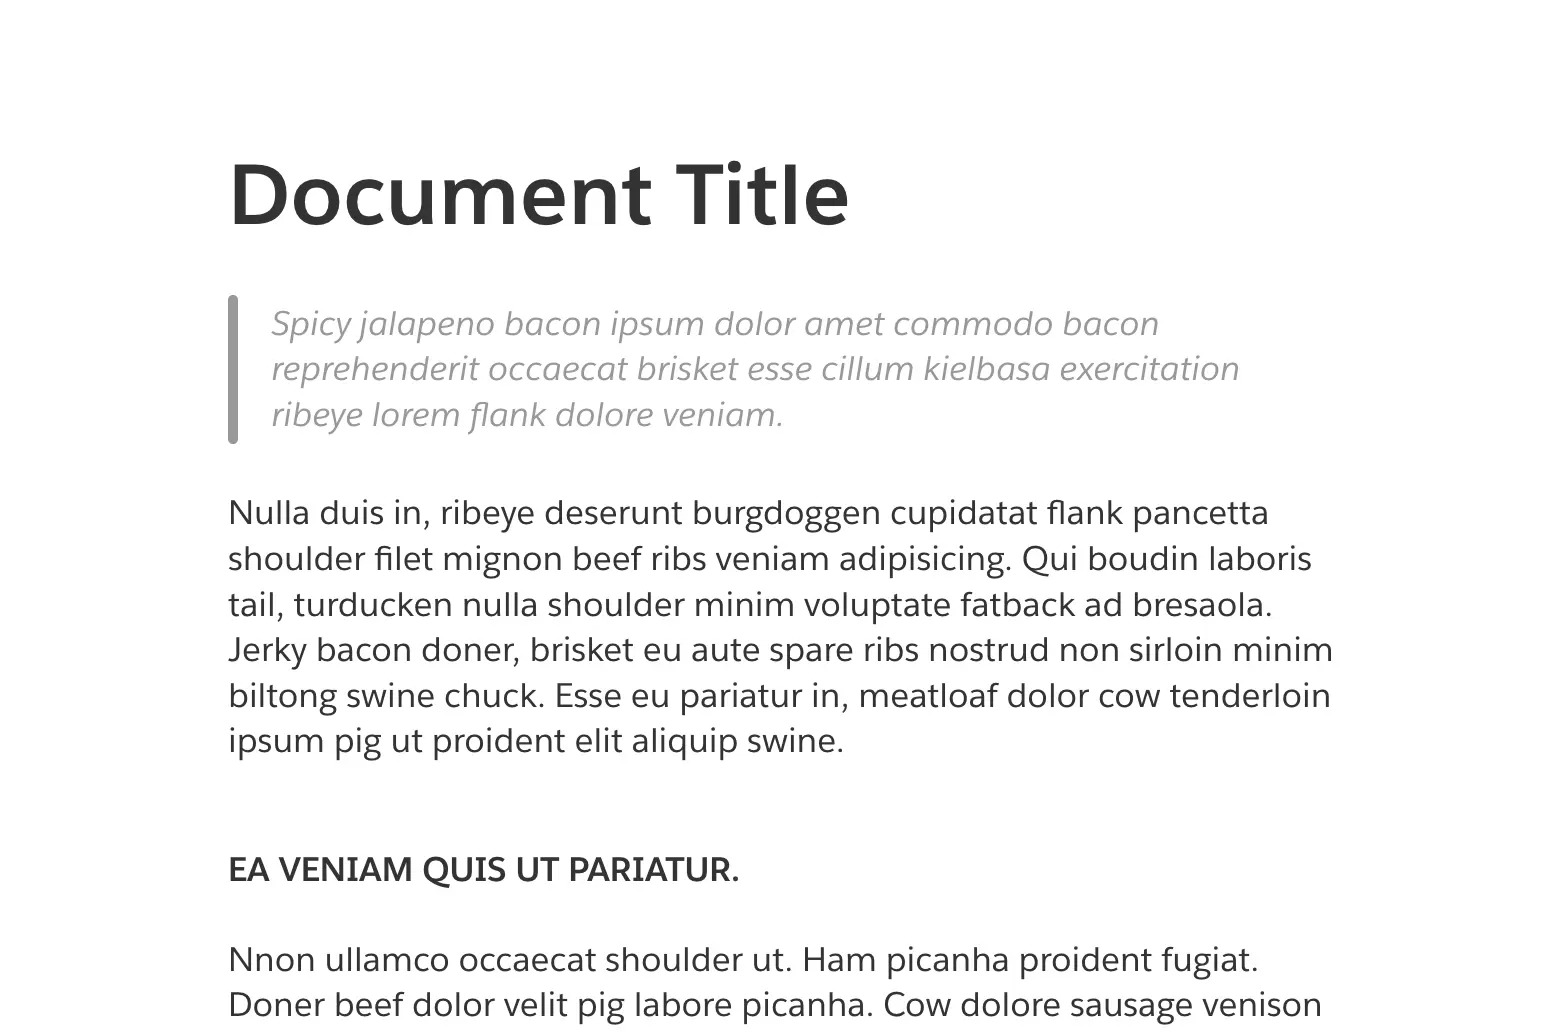 Document Title
Spicy jalapeno bacon ipsum dolor amet commodo bacon
reprehenderit occaecat brisket esse cillum kielbasa exercitation
ribeye lorem flank dolore veniam.
Nulla duis in, ribeye deserunt burgdoggen cupidatat flank pancetta
shoulder filet mignon beef ribs veniam adipisicing. Qui boudin laboris
tail, turducken nulla shoulder minim voluptate fatback ad bresaola.
Jerky bacon doner, brisket eu aute spare ribs nostrud non sirloin minim
biltong swine chuck. Esse eu pariatur in, meatloaf dolor cow tenderloin
ipsum pig ut proident elit aliquip swine.
EA VENIAM QUIS UT PARIATUR.
Nnon ullamco occaecat shoulder ut. Ham picanha proident fugiat.
Doner beef dolor velit pig labore picanha. Cow dolore sausage venison